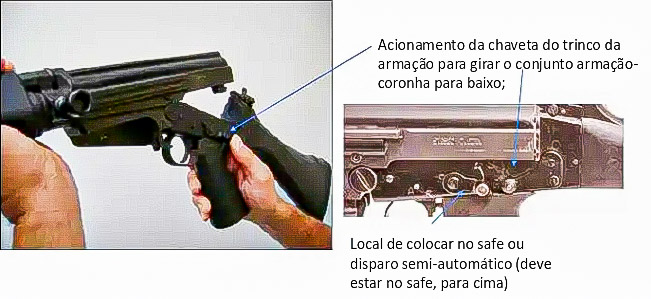 Acionamento da chaveta do trinco da
armação para girar o conjunto armação-
coronha para baixo;
Local de colocar no safe ou
disparo semi-automático (deve
estar no safe, para cima)